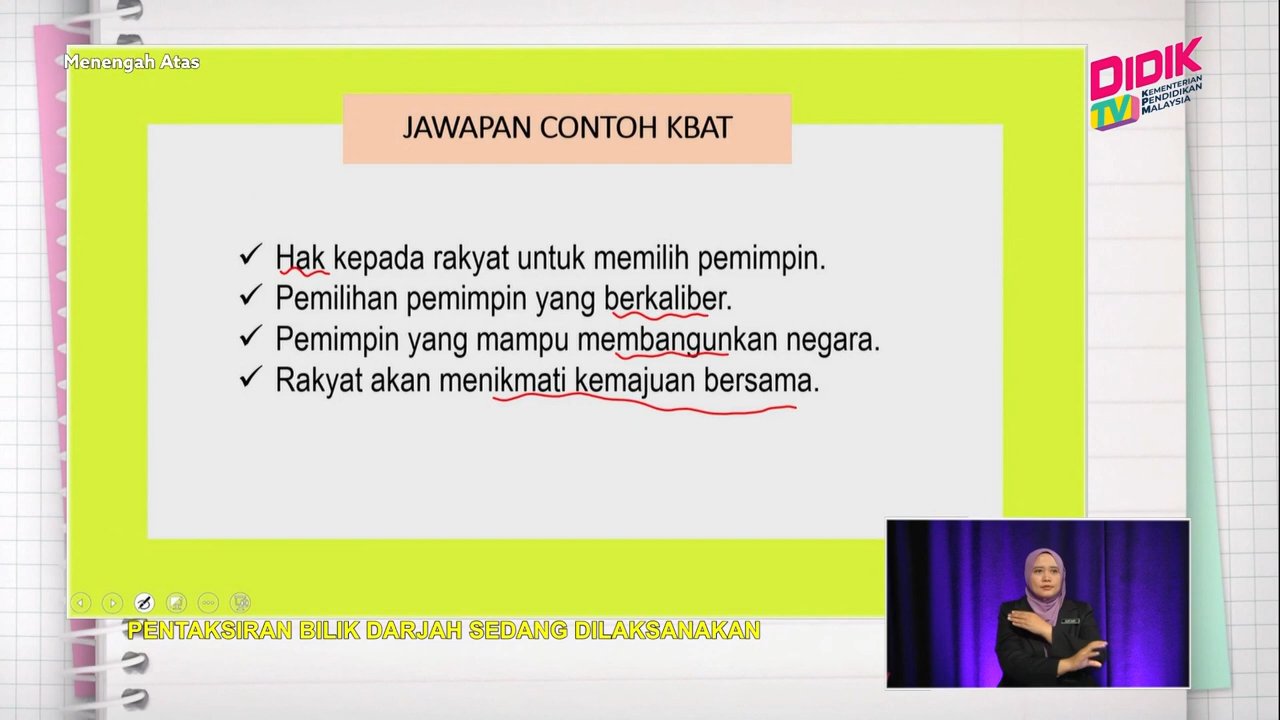 Menengah Atas
DIDIK
TV
KEMENTERIAN
PENDIDIKAN
MALAYSIA
JAWAPAN CONTOH KBAT
✓ Hak kepada rakyat untuk memilih pemimpin.
✓ Pemilihan pemimpin yang berkaliber.
✓ Pemimpin yang mampu membangunkan negara.
✓ Rakyat akan menikmati kemajuan bersama.
PENTAKSIRAN BILIK DARJAH SEDANG DILAKSANAKAN